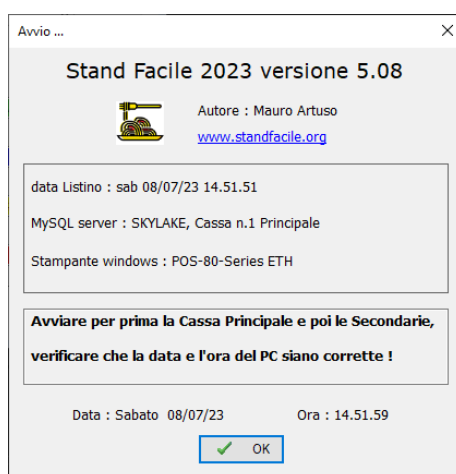 Avvio ...
Stand Facile 2023 versione 5.08
Autore : Mauro Artuso
www.standfacile.org
data Listino : sab 08/07/23 14.51.51
MySQL server : SKYLAKE, Cassa n.1 Principale
Stampante windows : POS-80-Series ETH
Avviare per prima la Cassa Principale e poi le Secondarie,
verificare che la data e l'ora del PC siano corrette !
Data : Sabato 08/07/23 Ora : 14.51.59
OK